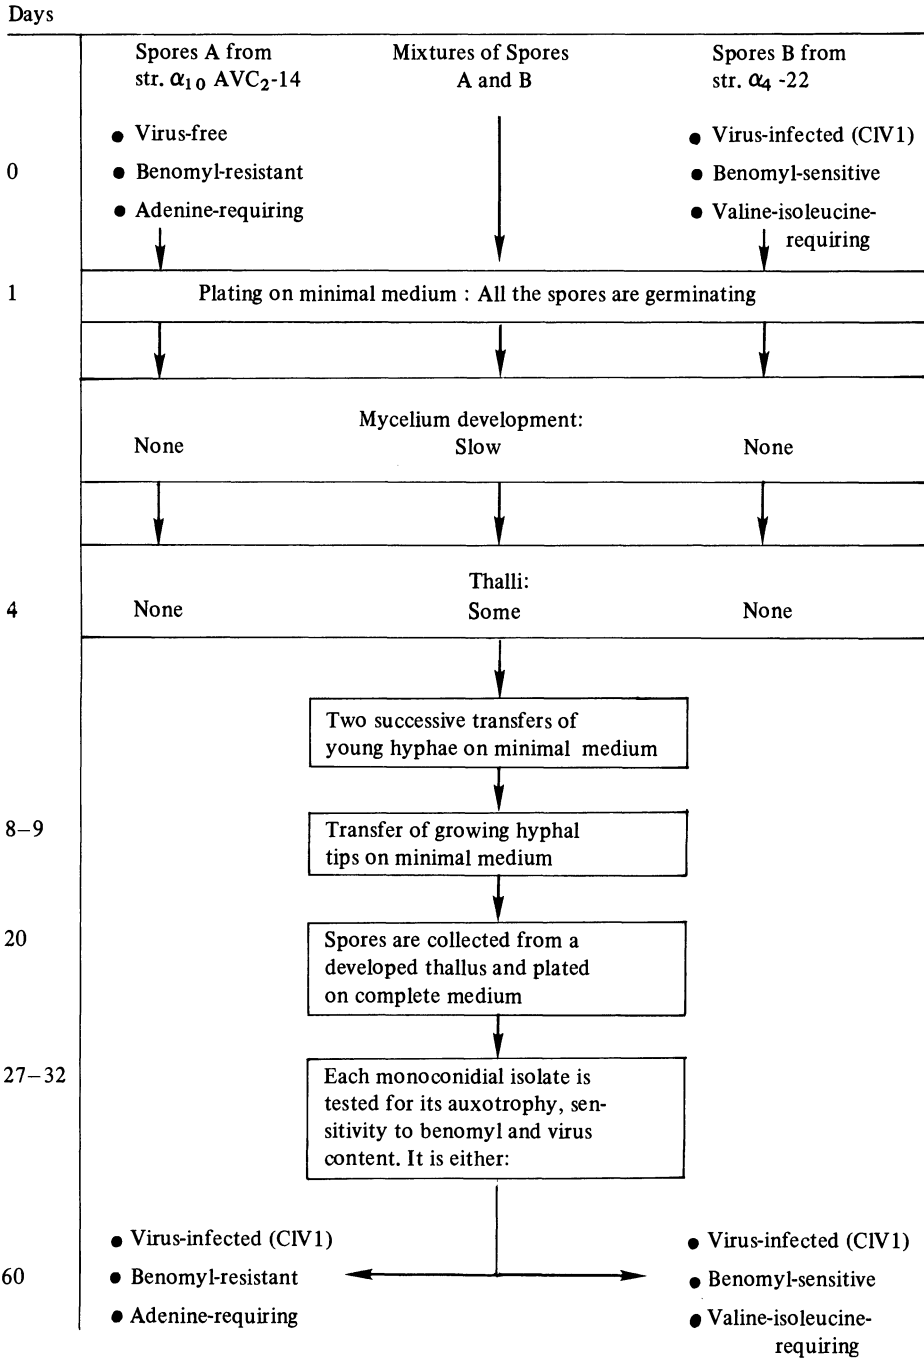 Days
Spores A from
str. α10 AVC2-14
Mixtures of Spores
A and B
Spores B from
str. α4 -22
0
● Virus-free
● Benomyl-resistant
● Adenine-requiring
● Virus-infected (ClV1)
● Benomyl-sensitive
● Valine-isoleucine-
requiring
1
Plating on minimal medium : All the spores are germinating
Mycelium development:
None
Slow
None
4
Thalli:
None
Some
None
Two successive transfers of
young hyphae on minimal medium
8–9
Transfer of growing hyphal
tips on minimal medium
20
Spores are collected from a
developed thallus and plated
on complete medium
27–32
Each monoconidial isolate is
tested for its auxotrophy, sen-
sitivity to benomyl and virus
content. It is either:
60
● Virus-infected (ClV1)
● Benomyl-resistant
● Adenine-requiring
● Virus-infected (ClV1)
● Benomyl-sensitive
● Valine-isoleucine-
requiring